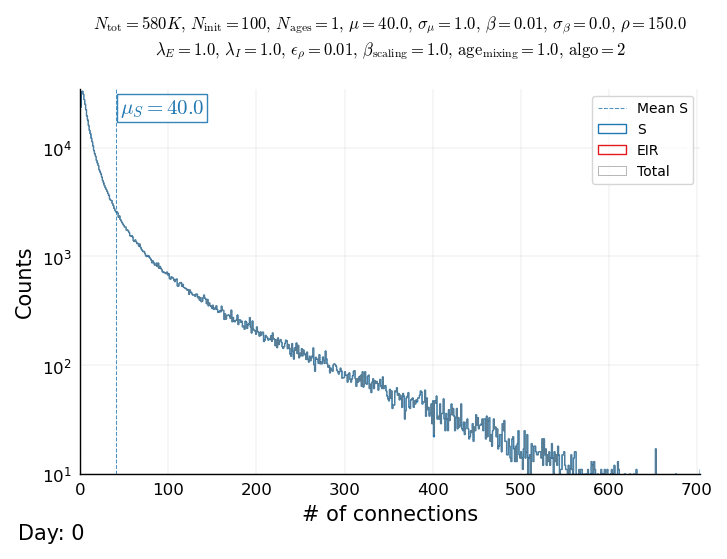 N_tot = 580K, N_init = 100, N_ages = 1, μ = 40.0, σ_μ = 1.0, β = 0.01, σ_β = 0.0, ρ = 150.0
λ_E = 1.0, λ_I = 1.0, ϵ_ρ = 0.01, β_scaling = 1.0, age_mixing = 1.0, algo = 2
μ_S = 40.0
Mean S
S
EIR
Total
Counts
10^4
10^3
10^2
10^1
0 100 200 300 400 500 600 700
# of connections
Day: 0